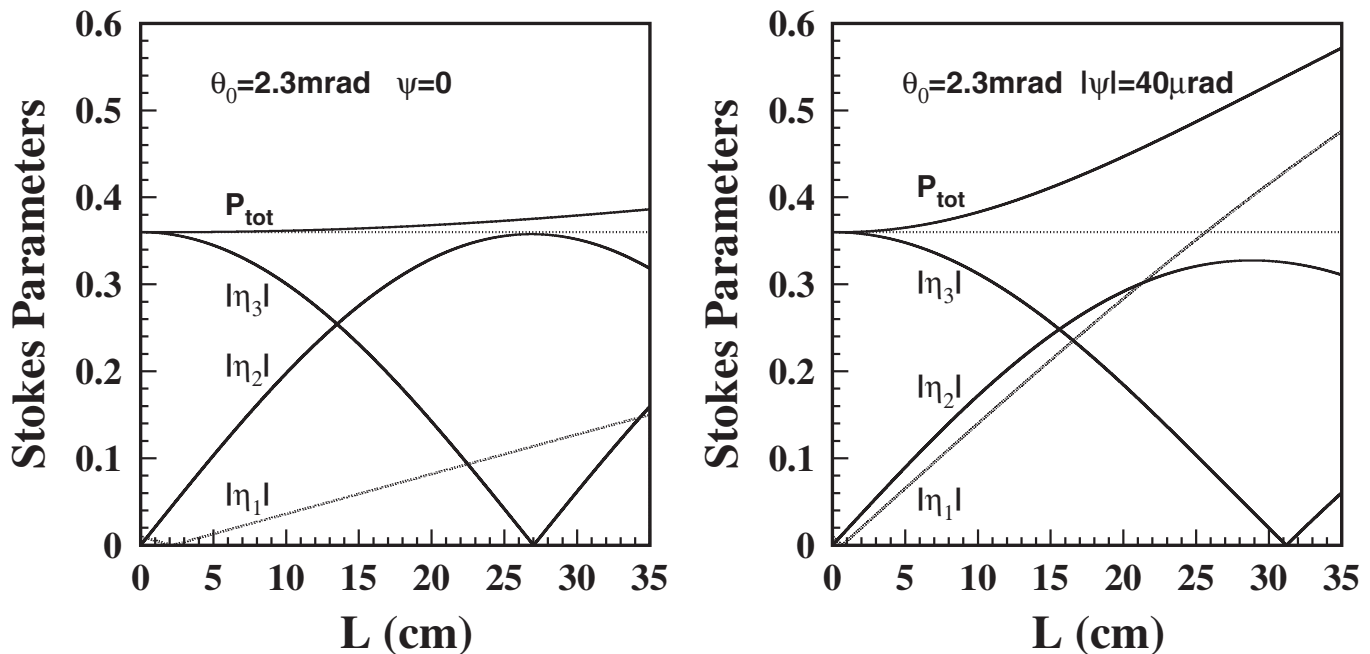 Stokes Parameters
0.6
0.5
0.4
0.3
0.2
0.1
0
θ₀=2.3mrad ψ=0
P_tot
|η₃|
|η₂|
|η₁|
0 5 10 15 20 25 30 35
L (cm)
Stokes Parameters
0.6
0.5
0.4
0.3
0.2
0.1
0
θ₀=2.3mrad |ψ|=40μrad
P_tot
|η₃|
|η₂|
|η₁|
0 5 10 15 20 25 30 35
L (cm)